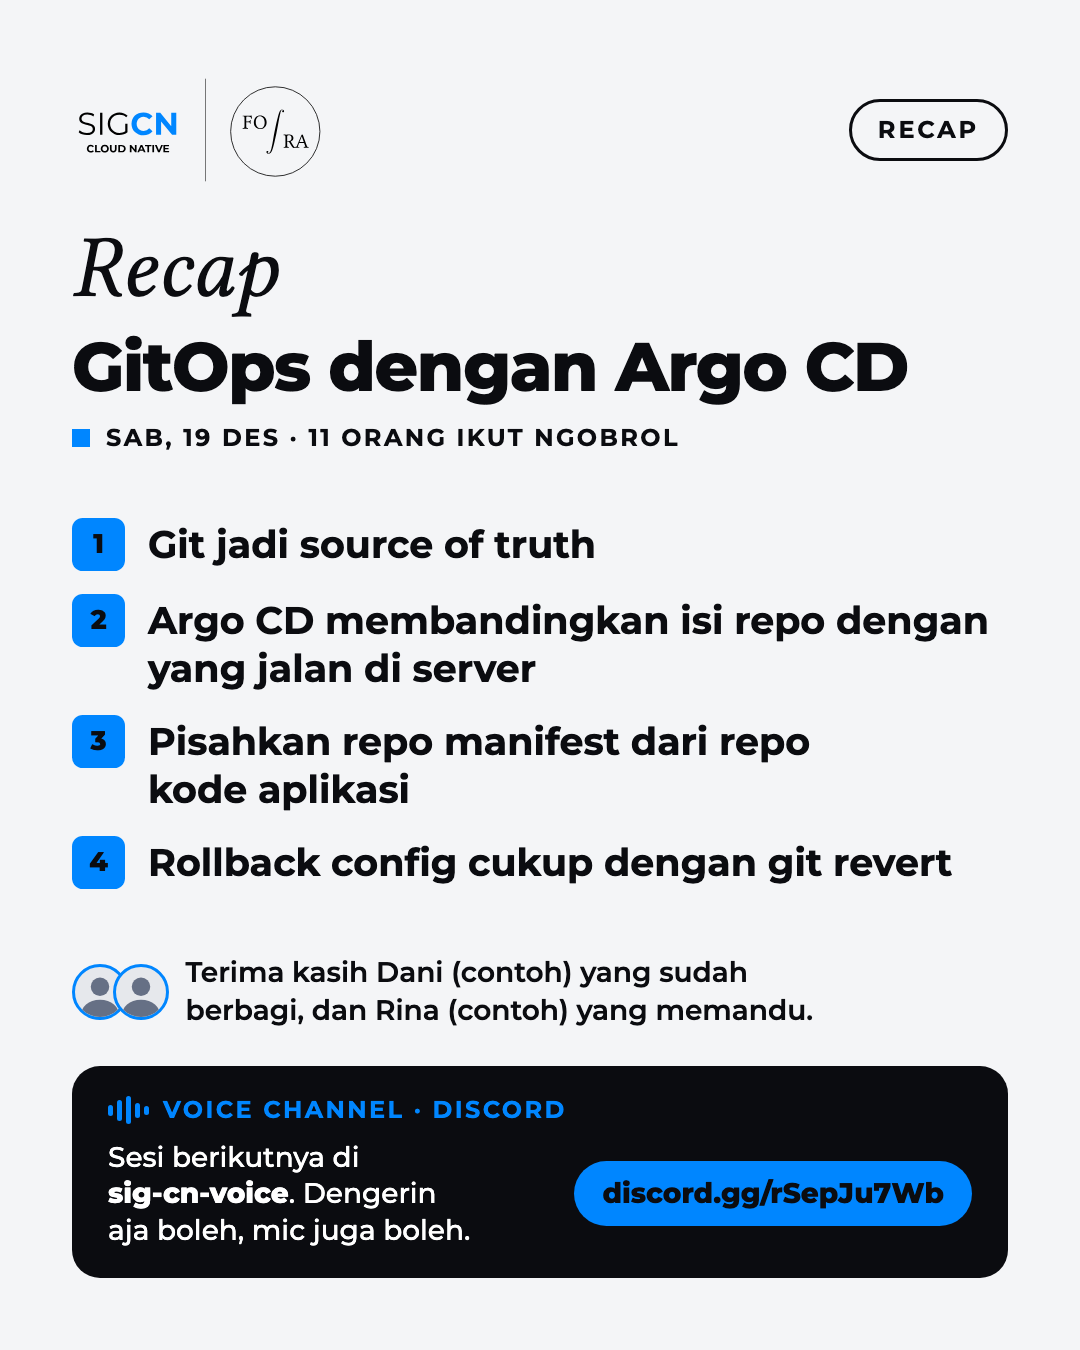 SIGCN
CLOUD NATIVE
FO
RA
RECAP
Recap
GitOps dengan Argo CD
SAB, 19 DES · 11 ORANG IKUT NGOBROL
1
Git jadi source of truth
2
Argo CD membandingkan isi repo dengan
yang jalan di server
3
Pisahkan repo manifest dari repo
kode aplikasi
4
Rollback config cukup dengan git revert
Terima kasih Dani (contoh) yang sudah
berbagi, dan Rina (contoh) yang memandu.
VOICE CHANNEL · DISCORD
Sesi berikutnya di
sig-cn-voice. Dengerin
aja boleh, mic juga boleh.
discord.gg/rSepJu7Wb